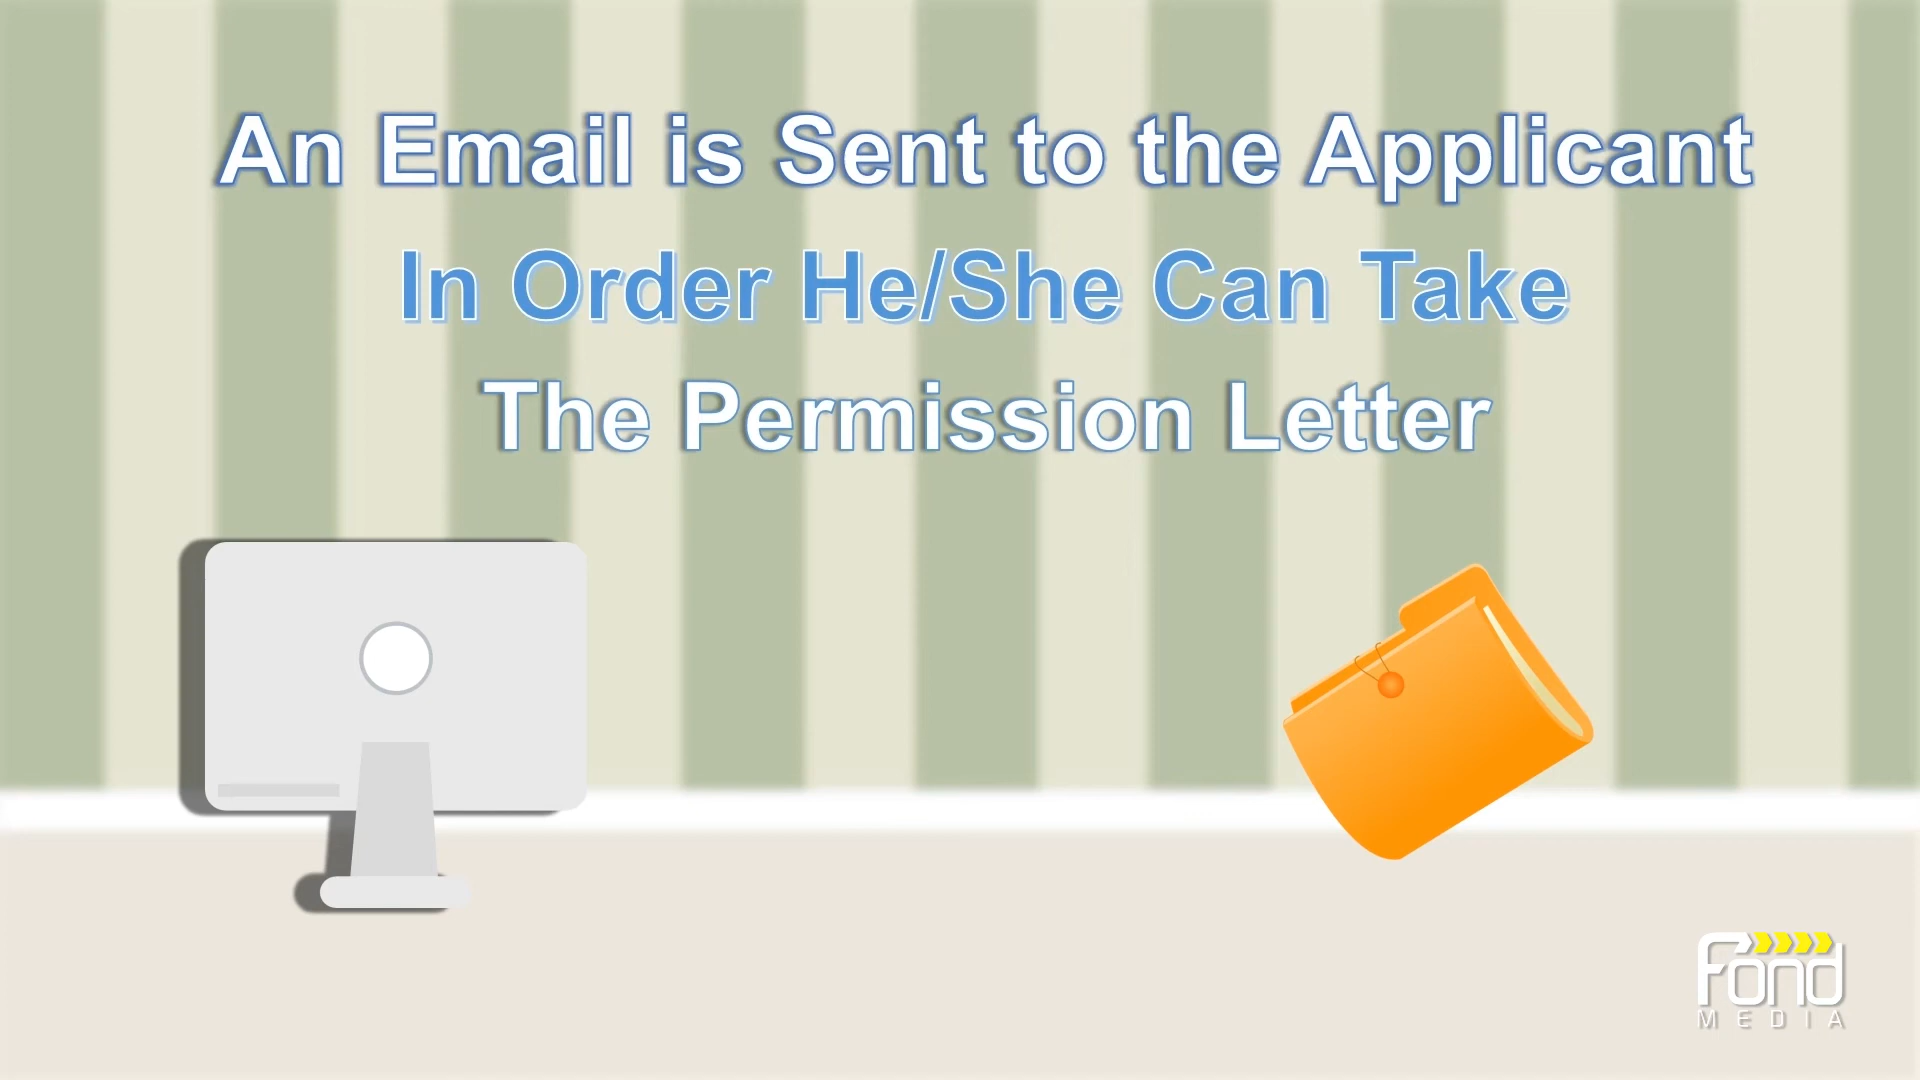 An Email is Sent to the Applicant
In Order He/She Can Take
The Permission Letter
Fond
MEDIA